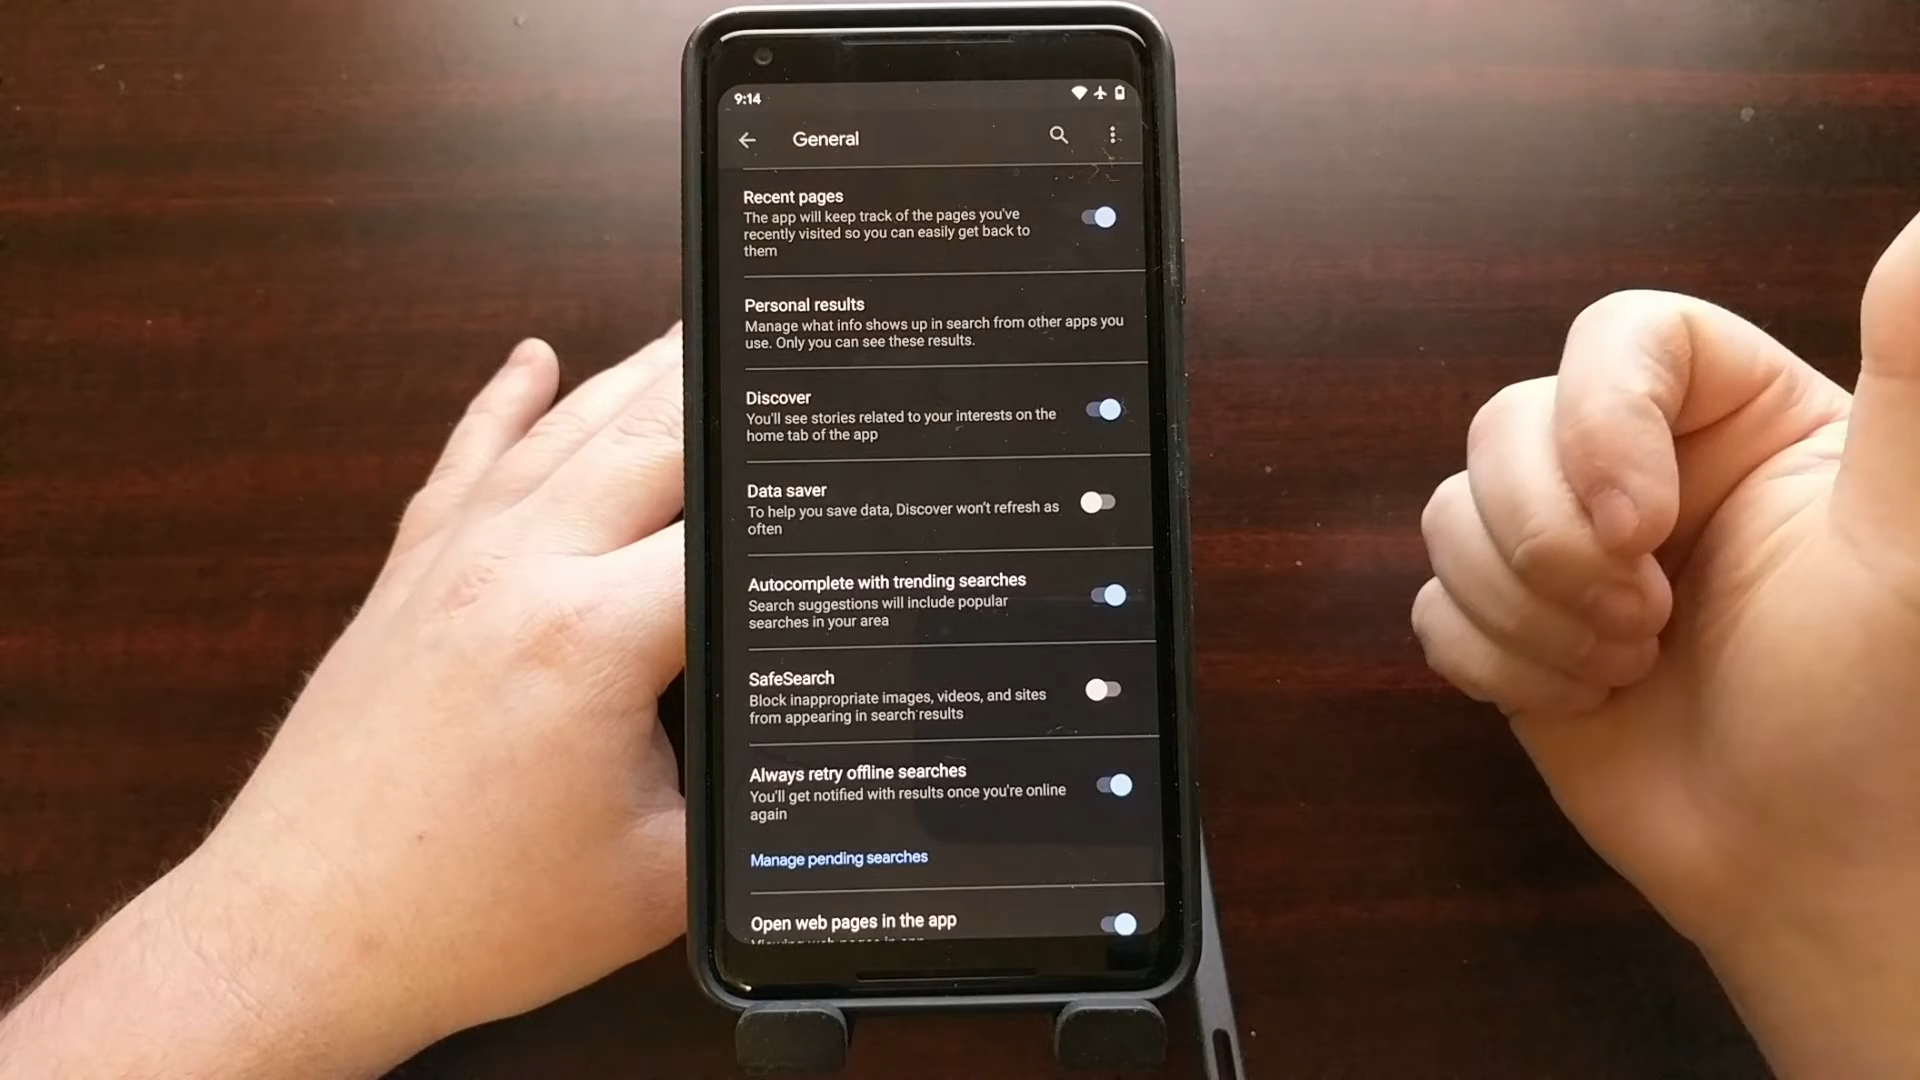 9:14
General
Recent pages
The app will keep track of the pages you've
recently visited so you can easily get back to
them
Personal results
Manage what info shows up in search from other apps you
use. Only you can see these results.
Discover
You'll see stories related to your interests on the
home tab of the app
Data saver
To help you save data, Discover won't refresh as
often
Autocomplete with trending searches
Search suggestions will include popular
searches in your area
SafeSearch
Block inappropriate images, videos, and sites
from appearing in search results
Always retry offline searches
You'll get notified with results once you're online
again
Manage pending searches
Open web pages in the app